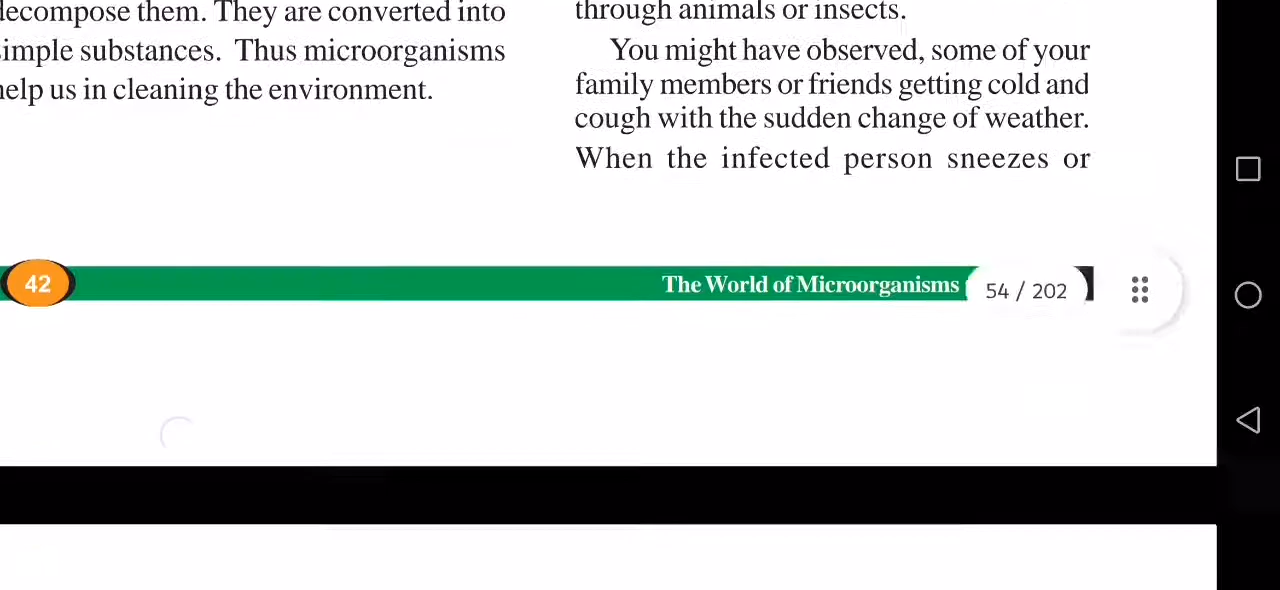 decompose them. They are converted into
simple substances. Thus microorganisms
help us in cleaning the environment.
through animals or insects.
You might have observed, some of your
family members or friends getting cold and
cough with the sudden change of weather.
When the infected person sneezes or
42
The World of Microorganisms
54 / 202